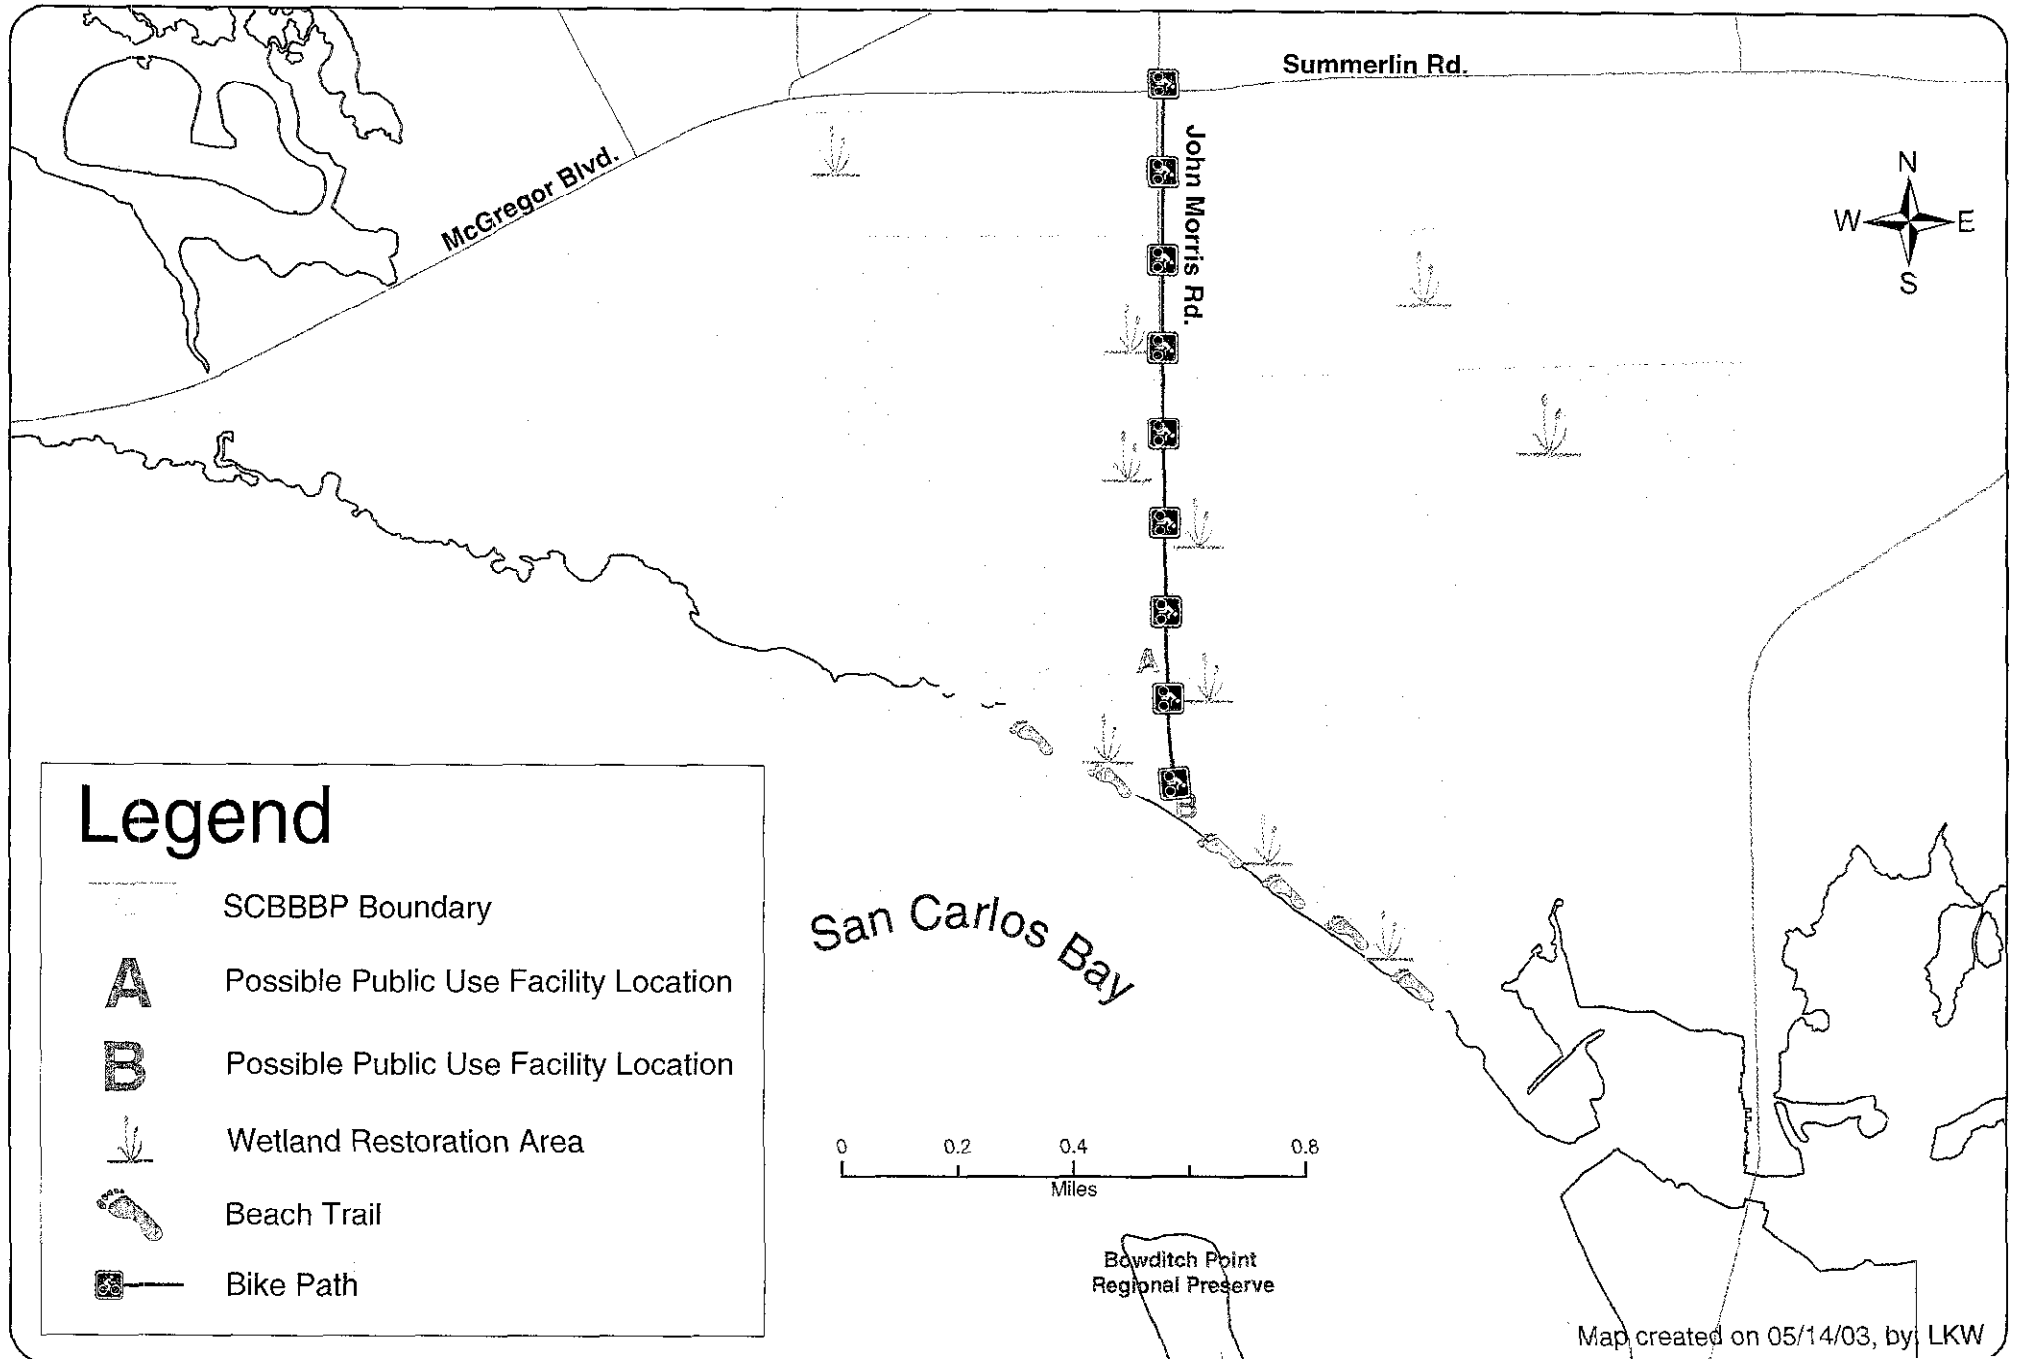 Summerlin Rd.
McGregor Blvd.
John Morris Rd.
N
W E
S
A
B
San Carlos Bay
Legend
SCBBBP Boundary
A Possible Public Use Facility Location
B Possible Public Use Facility Location
Wetland Restoration Area
Beach Trail
Bike Path
0 0.2 0.4 0.8
Miles
Bowditch Point
Regional Preserve
Map created on 05/14/03, by LKW